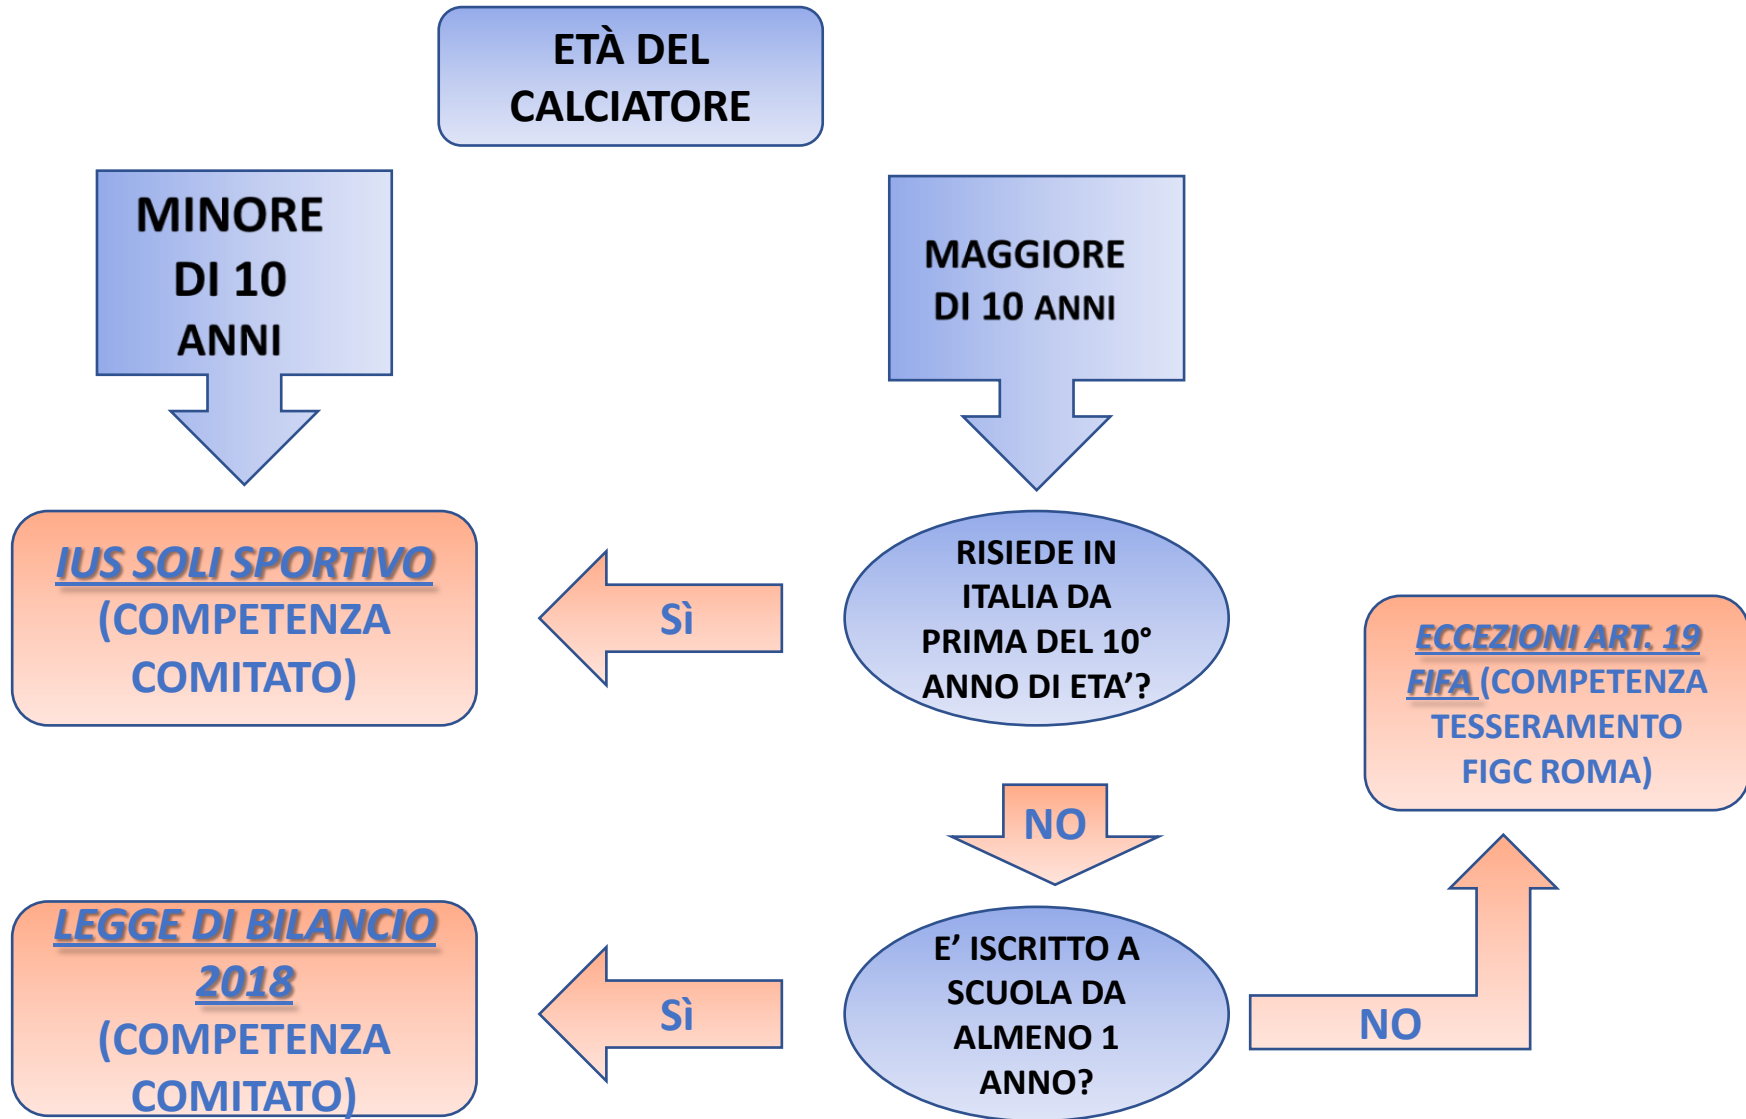 ETÀ DEL
CALCIATORE
MINORE
DI 10
ANNI
MAGGIORE
DI 10 ANNI
IUS SOLI SPORTIVO
(COMPETENZA
COMITATO)
Sì
RISIEDE IN
ITALIA DA
PRIMA DEL 10°
ANNO DI ETA’?
ECCEZIONI ART. 19
FIFA (COMPETENZA
TESSERAMENTO
FIGC ROMA)
NO
LEGGE DI BILANCIO
2018
(COMPETENZA
COMITATO)
Sì
E’ ISCRITTO A
SCUOLA DA
ALMENO 1
ANNO?
NO